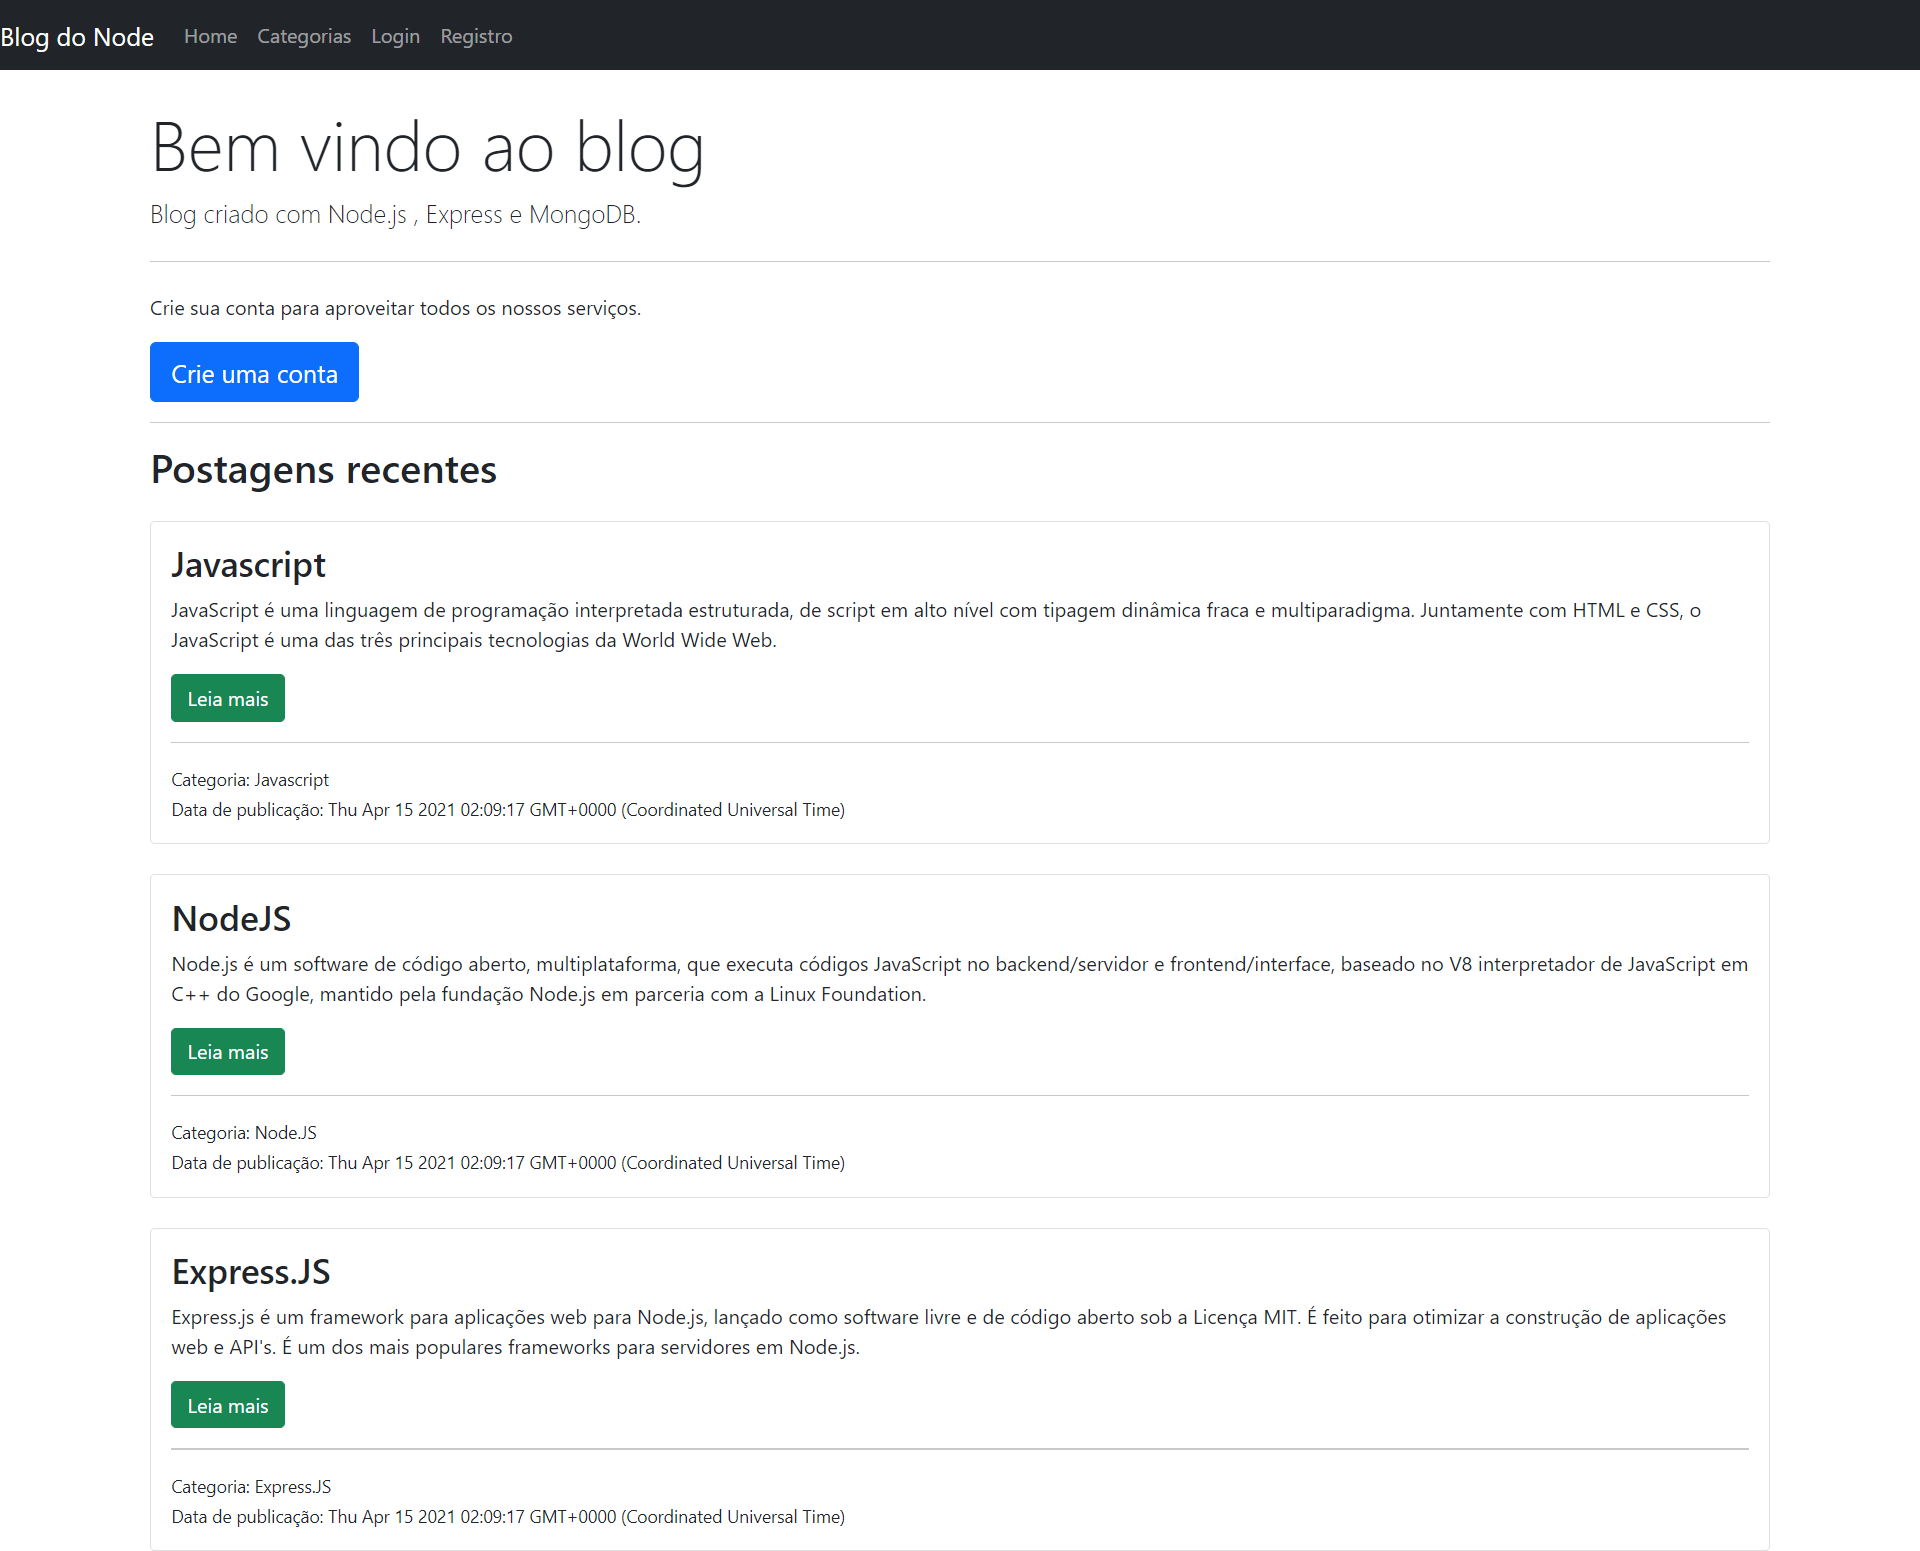 Blog do Node Home Categorias Login Registro
Bem vindo ao blog
Blog criado com Node.js , Express e MongoDB.
Crie sua conta para aproveitar todos os nossos serviços.
Crie uma conta
Postagens recentes
Javascript
JavaScript é uma linguagem de programação interpretada estruturada, de script em alto nível com tipagem dinâmica fraca e multiparadigma. Juntamente com HTML e CSS, o
JavaScript é uma das três principais tecnologias da World Wide Web.
Leia mais
Categoria: Javascript
Data de publicação: Thu Apr 15 2021 02:09:17 GMT+0000 (Coordinated Universal Time)
NodeJS
Node.js é um software de código aberto, multiplataforma, que executa códigos JavaScript no backend/servidor e frontend/interface, baseado no V8 interpretador de JavaScript em
C++ do Google, mantido pela fundação Node.js em parceria com a Linux Foundation.
Leia mais
Categoria: Node.JS
Data de publicação: Thu Apr 15 2021 02:09:17 GMT+0000 (Coordinated Universal Time)
Express.JS
Express.js é um framework para aplicações web para Node.js, lançado como software livre e de código aberto sob a Licença MIT. É feito para otimizar a construção de aplicações
web e API's. É um dos mais populares frameworks para servidores em Node.js.
Leia mais
Categoria: Express.JS
Data de publicação: Thu Apr 15 2021 02:09:17 GMT+0000 (Coordinated Universal Time)